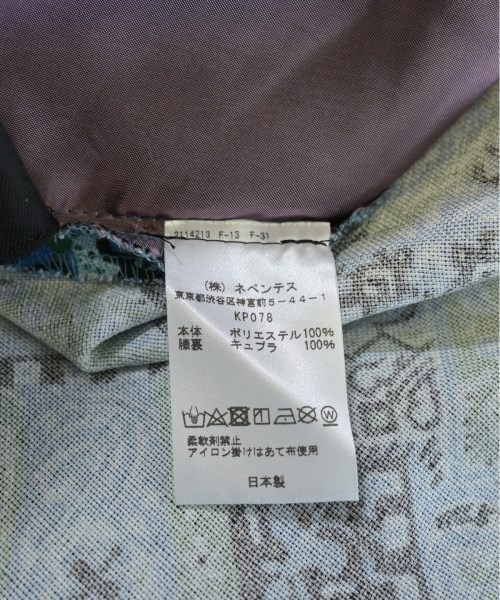 2114213 F-13 F-31
(株) ネペンテス
東京都渋谷区神宮前5-44-1
KP078
本体 ポリエステル100%
膝裏 キュプラ 100%
柔軟剤禁止
アイロン掛けはあて布使用
日本製